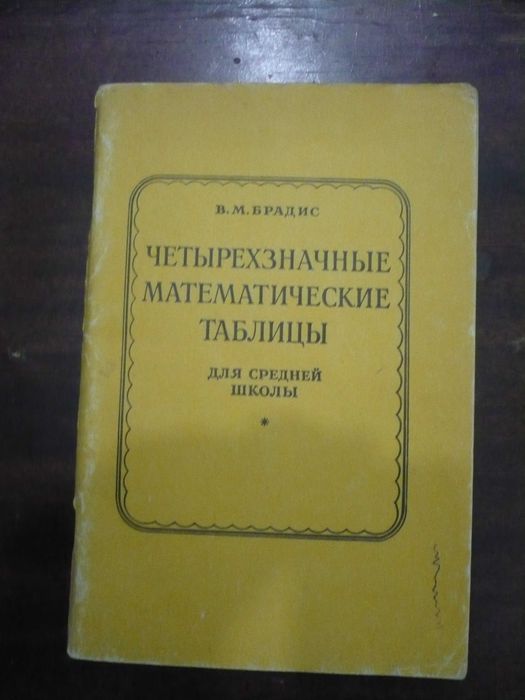 В. М. БРАДИС
ЧЕТЫРЕХЗНАЧНЫЕ
МАТЕМАТИЧЕСКИЕ
ТАБЛИЦЫ
ДЛЯ СРЕДНЕЙ
ШКОЛЫ
*